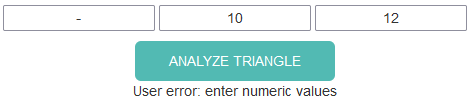 - 10 12
ANALYZE TRIANGLE
User error: enter numeric values